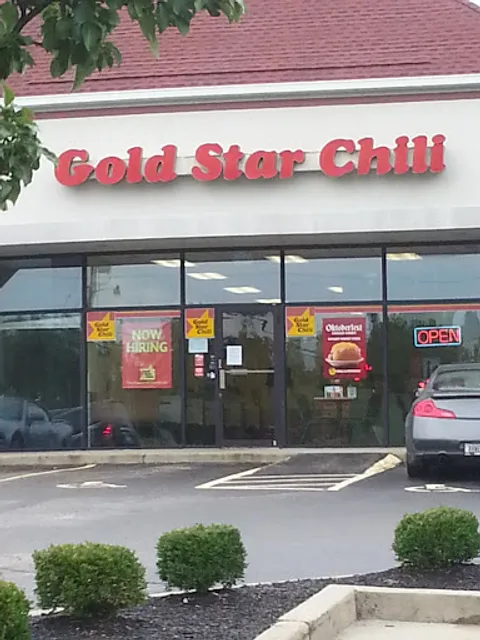 Gold Star Chili
Gold Star
Chili
NOW
HIRING
Gold Star
Chili
Gold Star
Chili
Oktoberfest
OPEN